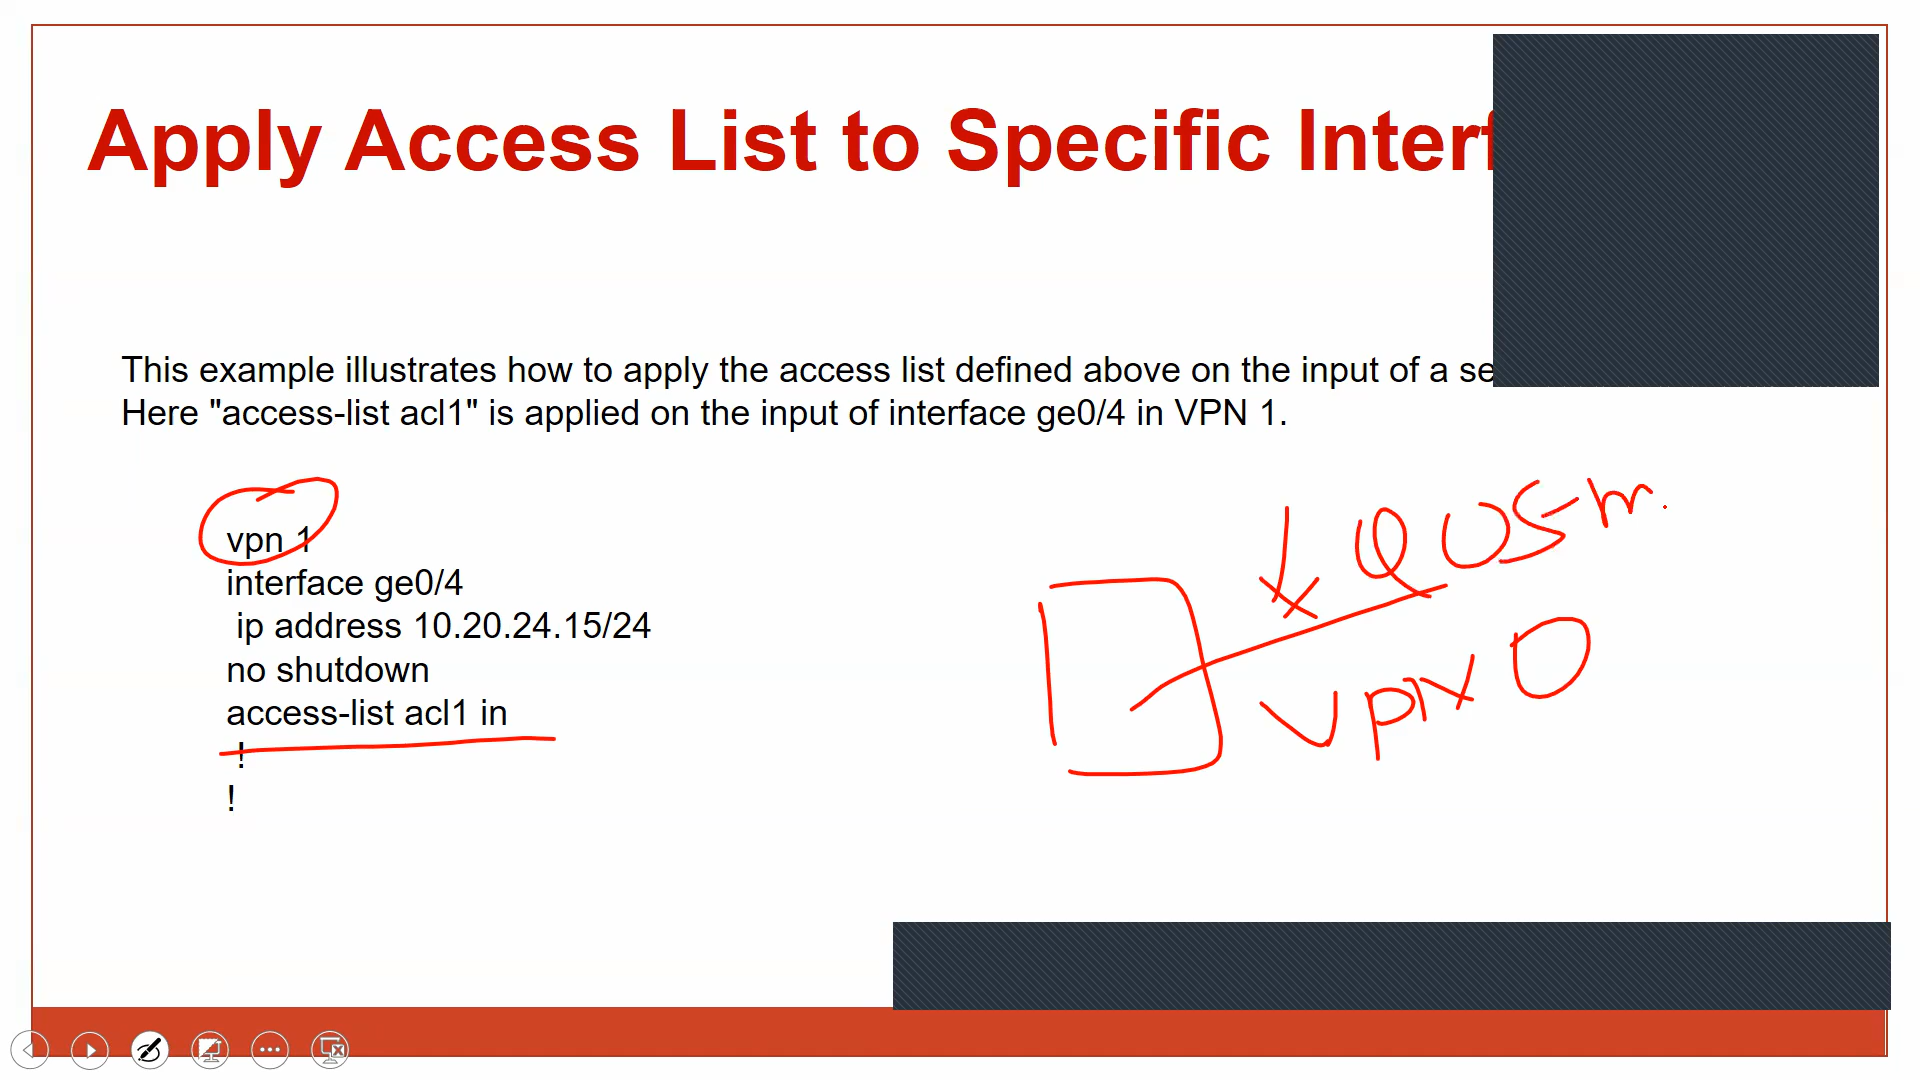 Apply Access List to Specific Interf
This example illustrates how to apply the access list defined above on the input of a se
Here "access-list acl1" is applied on the input of interface ge0/4 in VPN 1.
vpn 1
interface ge0/4
ip address 10.20.24.15/24
no shutdown
access-list acl1 in
!
!
QOS-m.
VPN 0